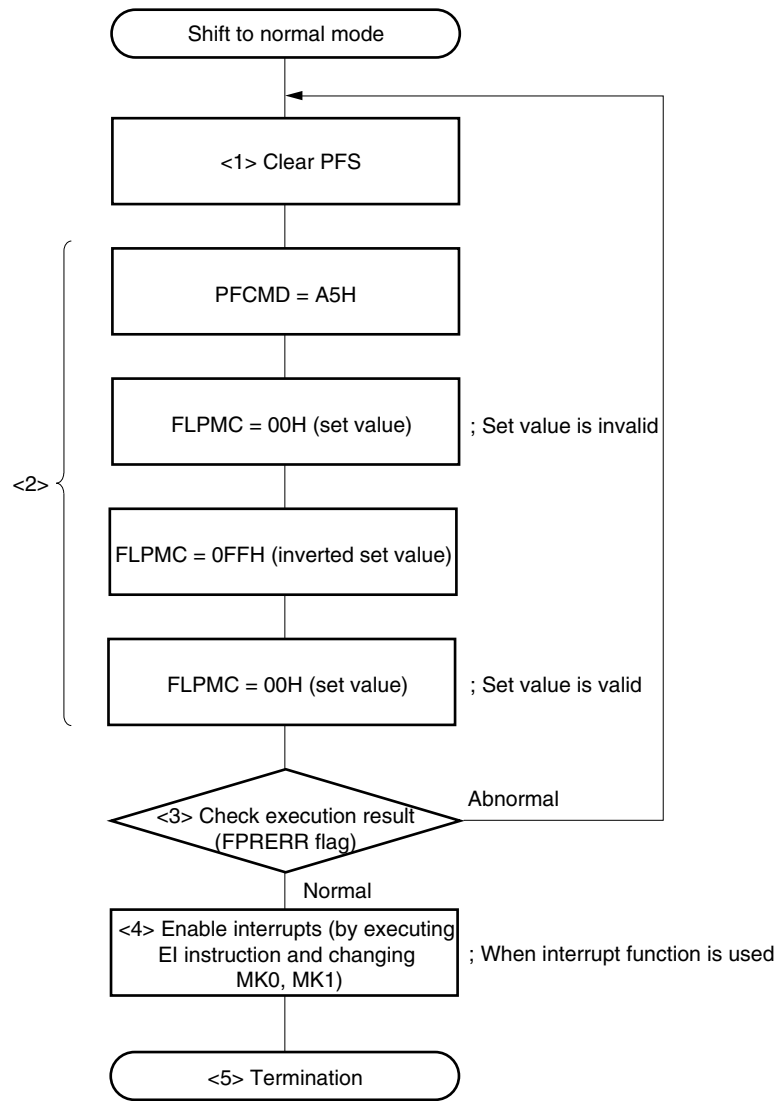 Shift to normal mode
<1> Clear PFS
PFCMD = A5H
FLPMC = 00H (set value)
; Set value is invalid
<2>
FLPMC = 0FFH (inverted set value)
FLPMC = 00H (set value)
; Set value is valid
<3> Check execution result
(FPRERR flag)
Abnormal
Normal
<4> Enable interrupts (by executing
EI instruction and changing
MK0, MK1)
; When interrupt function is used
<5> Termination